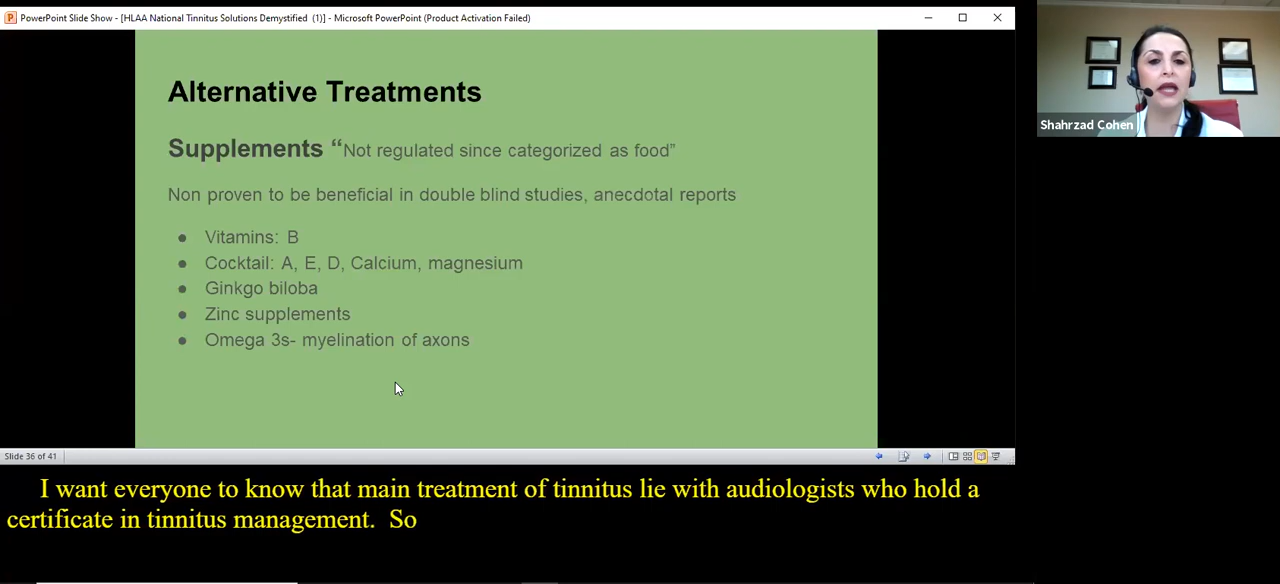 PowerPoint Slide Show - [HLAA National Tinnitus Solutions Demystified (1)] - Microsoft PowerPoint (Product Activation Failed)
Alternative Treatments
Supplements “Not regulated since categorized as food”
Non proven to be beneficial in double blind studies, anecdotal reports
● Vitamins: B
● Cocktail: A, E, D, Calcium, magnesium
● Ginkgo biloba
● Zinc supplements
● Omega 3s- myelination of axons
Slide 36 of 41
Shahrzad Cohen
I want everyone to know that main treatment of tinnitus lie with audiologists who hold a
certificate in tinnitus management.  So